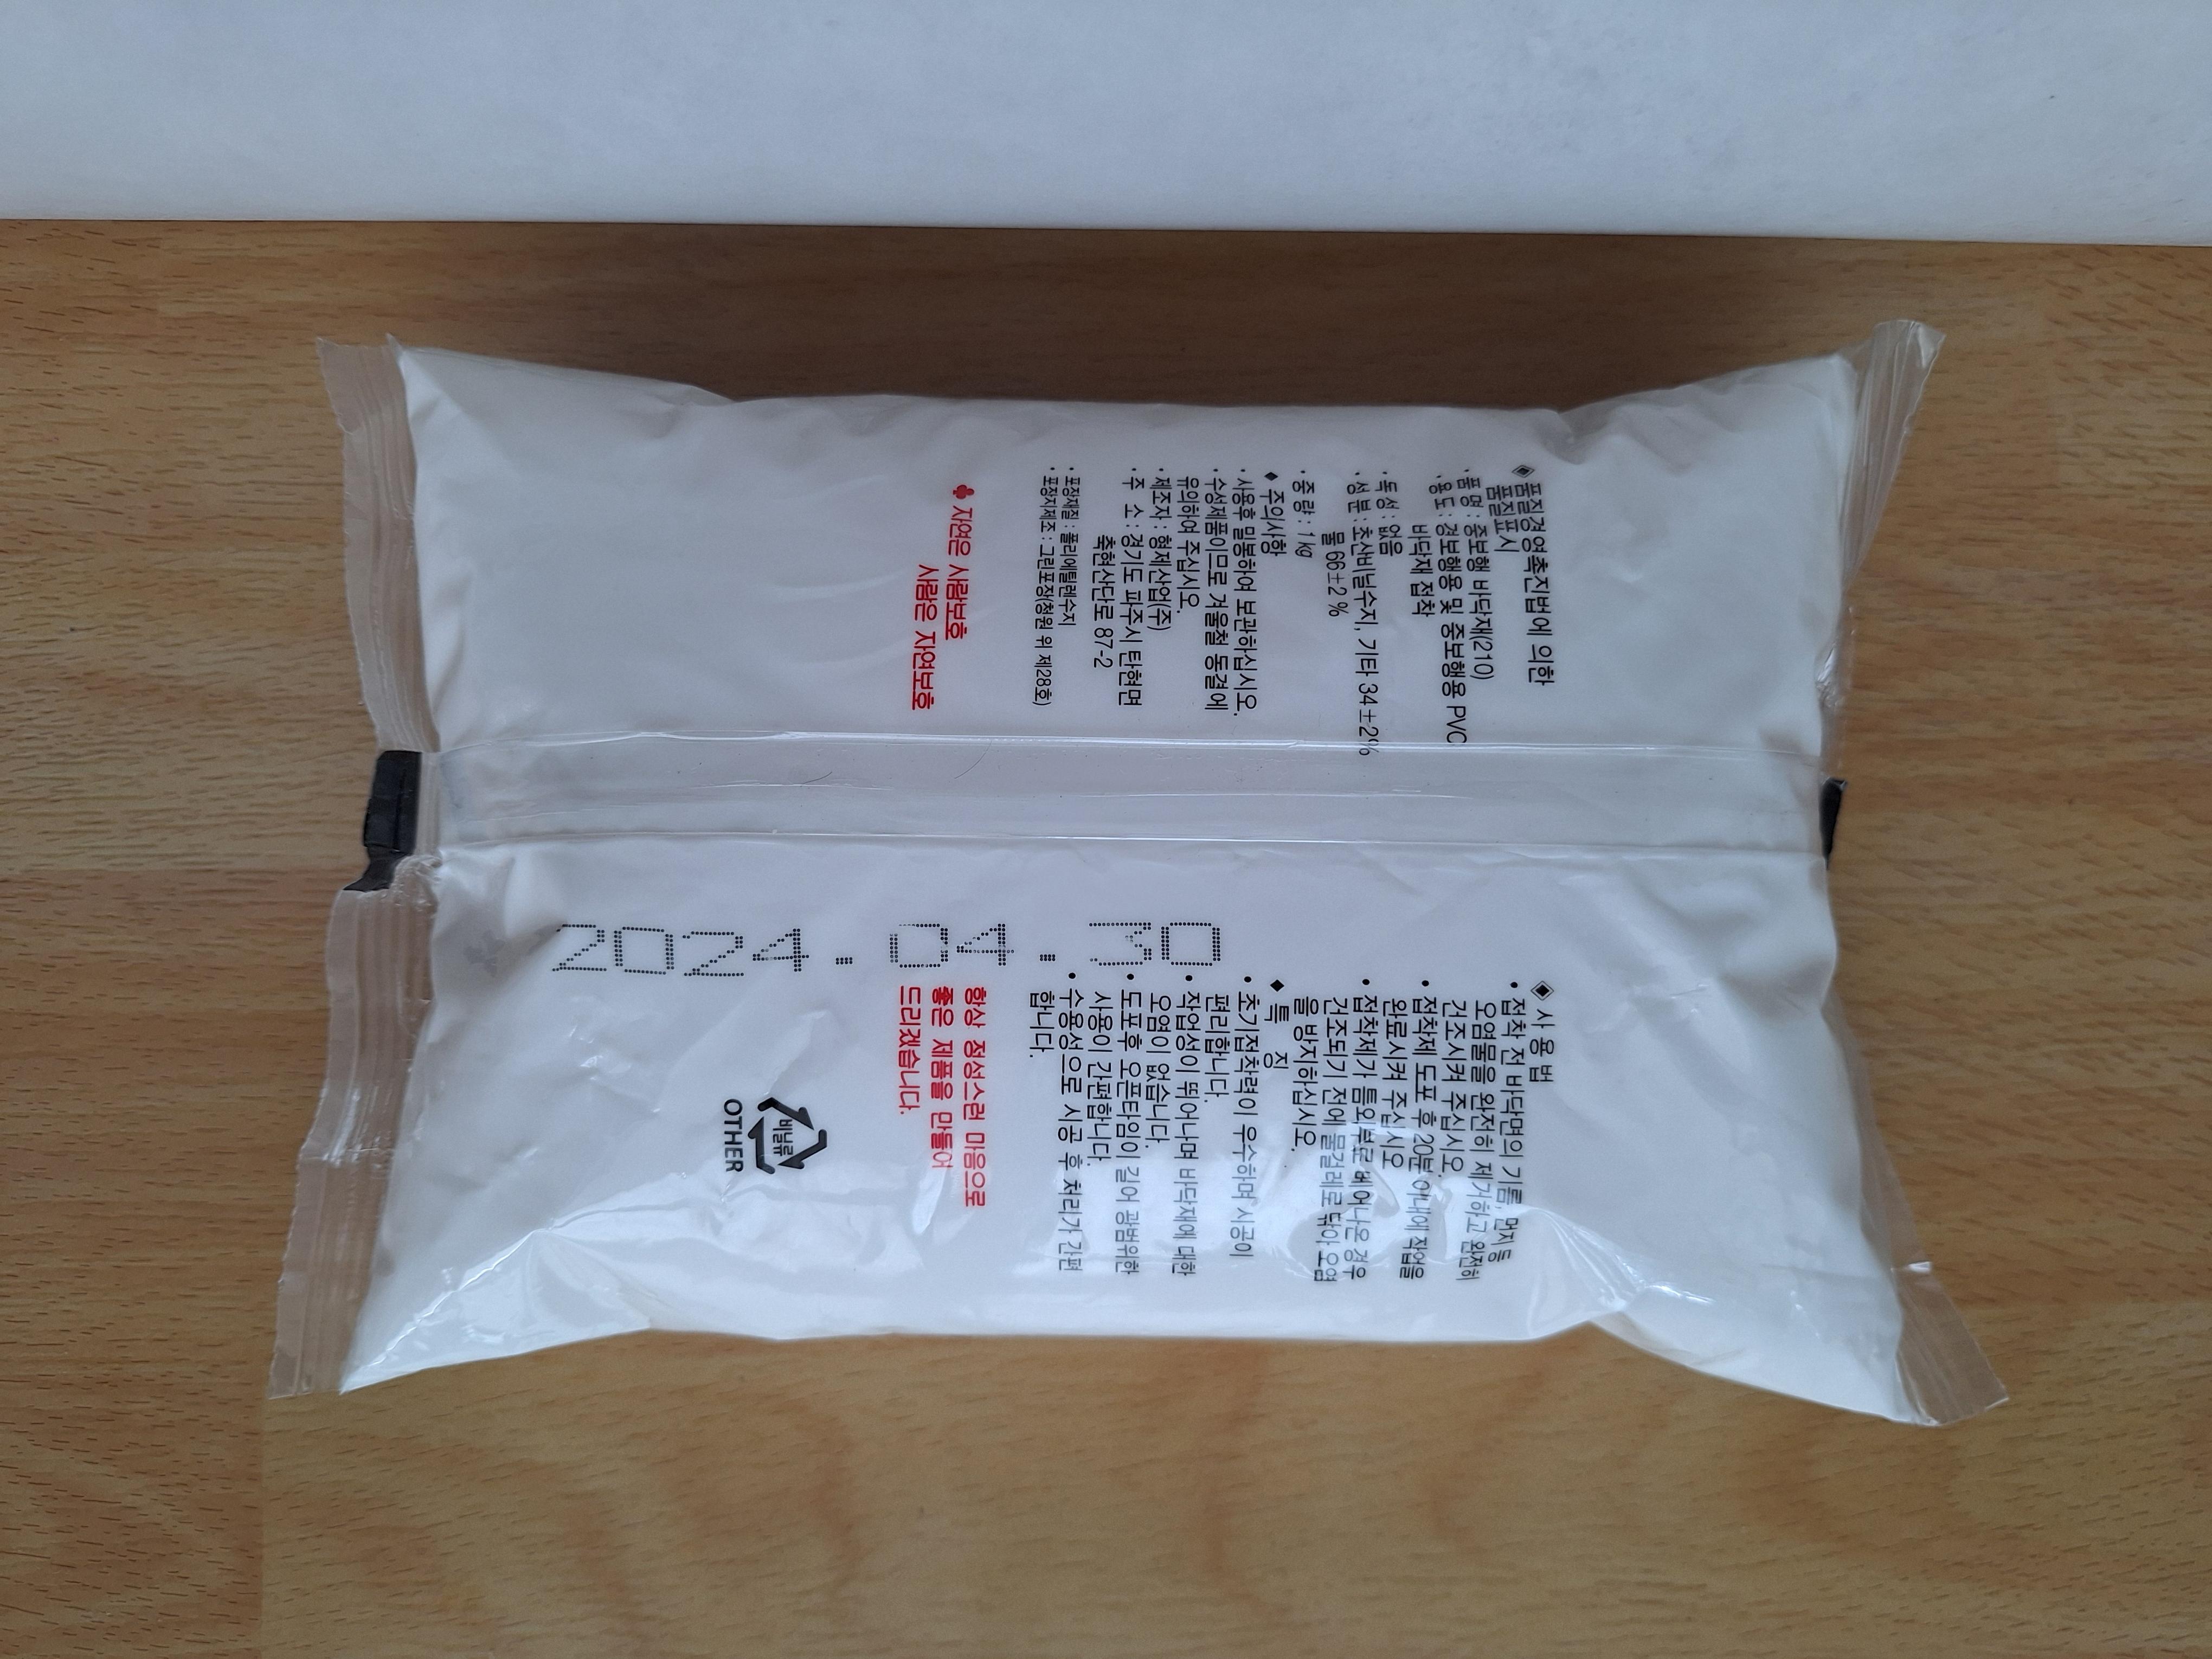 ◈ 품질경영촉진법에 의한
품질표시
· 품 명 : 중보행 바닥재(210)
· 용 도 : 경보행용 및 중보행용 PVC
바닥재 접착
· 독 성 : 없음
· 성 분 : 초산비닐수지, 기타 34±2%
물 66±2 %
· 중 량 : 1 kg
◆ 주의사항
· 사용후 밀봉하여 보관하십시오.
· 수성제품이므로 겨울철 동결에
유의하여 주십시오.
· 제조자 : 형제산업(주)
· 주 소 : 경기도 파주시 탄현면
축현산단로 87-2
· 포장재질 : 폴리에틸렌수지
· 포장지제조 : 그린포장(청원 위 제28호)
♣ 자연은 사람보호
사람은 자연보호
◈ 사 용 법
· 접착 전 바닥면의 기름, 먼지 등
오염물을 완전히 제거하고 완전히
건조시켜 주십시오
· 접착제 도포 후 20분 이내에 작업을
완료시켜 주십시오
· 접착제가 틈외부로 베어나온 경우
건조되기 전에 물걸레로 닦아 오염
을 방지하십시오.
◆ 특 징
· 초기접착력이 우수하며 시공이
편리합니다.
· 작업성이 뛰어나며 바닥재에 대한
오염이 없습니다.
· 도포후 오픈타임이 길어 광범위한
사용이 간편합니다.
· 수용성으로 시공 후 처리가 간편
합니다.
항상 정성스런 마음으로
좋은 제품을 만들어
드리겠습니다.
비닐류
OTHER
2024.04.30